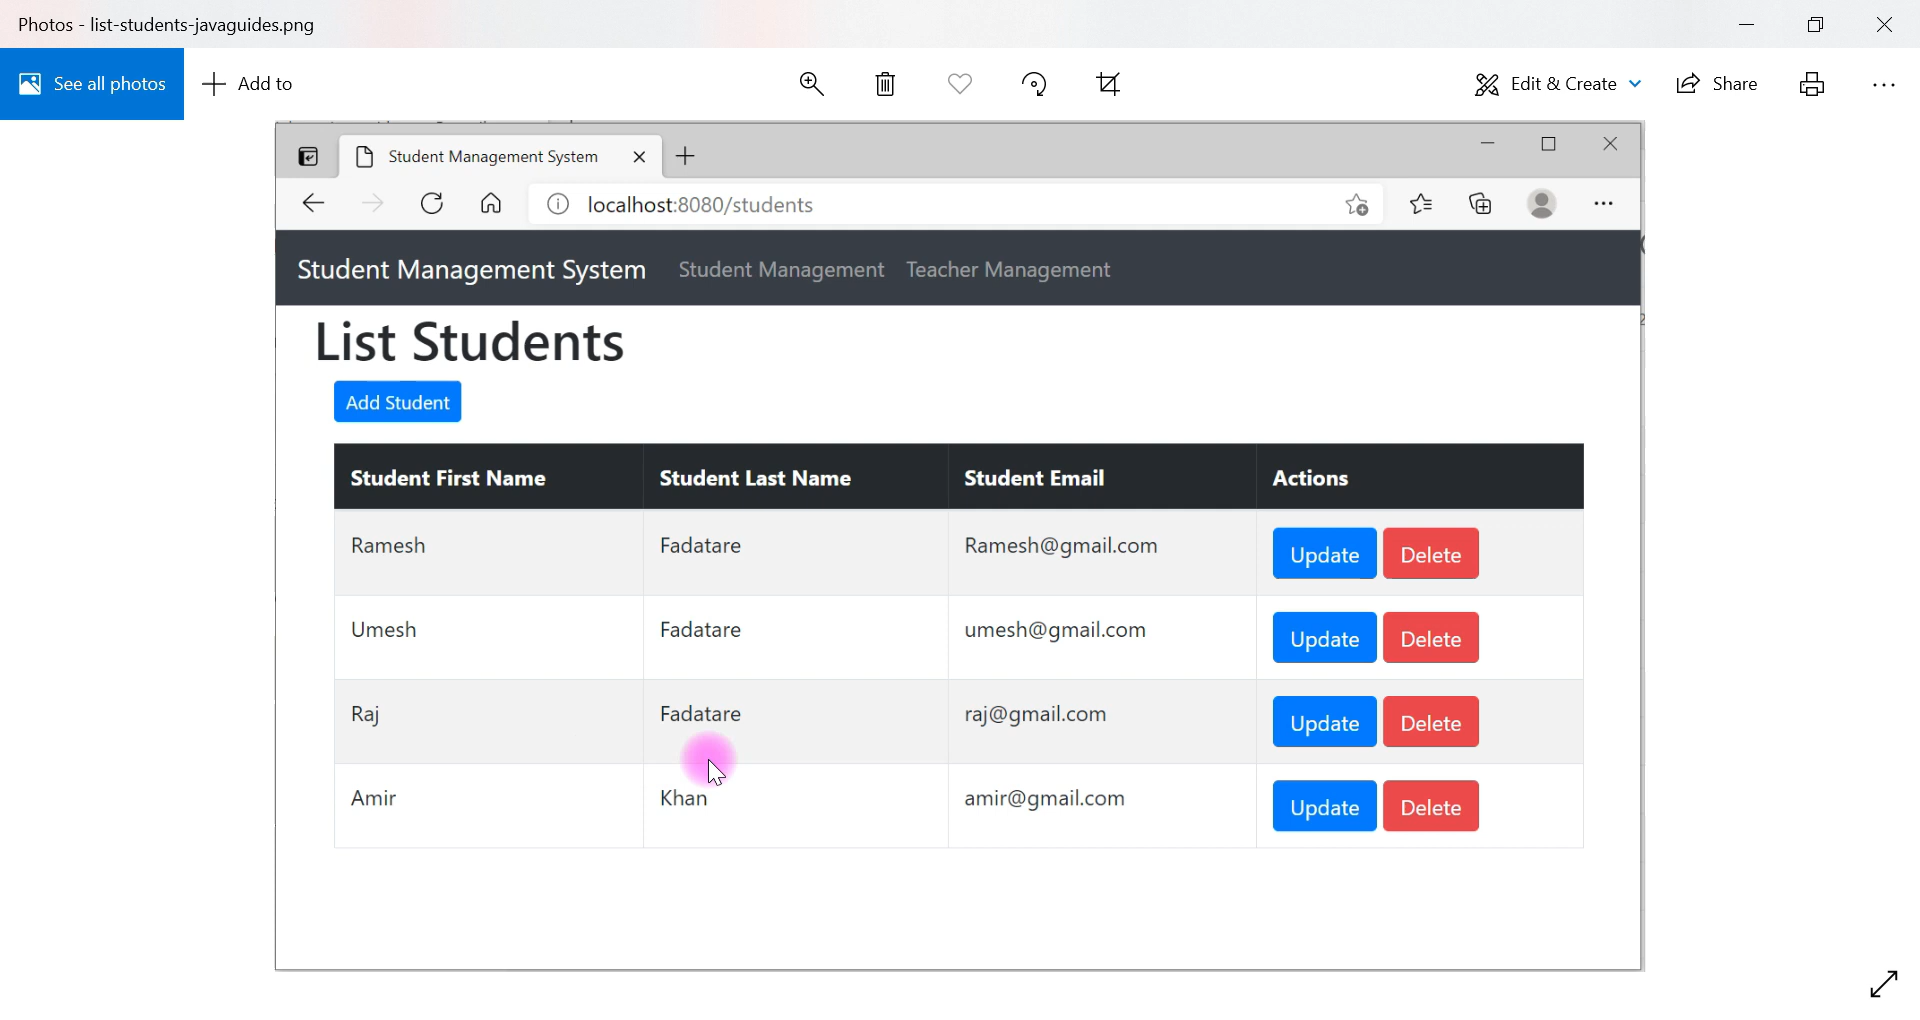 Photos - list-students-javaguides.png
See all photos
Add to
Edit & Create
Share
Student Management System
localhost:8080/students
Student Management System Student Management Teacher Management
List Students
Add Student
Student First Name Student Last Name Student Email Actions
Ramesh Fadatare Ramesh@gmail.com Update Delete
Umesh Fadatare umesh@gmail.com Update Delete
Raj Fadatare raj@gmail.com Update Delete
Amir Khan amir@gmail.com Update Delete